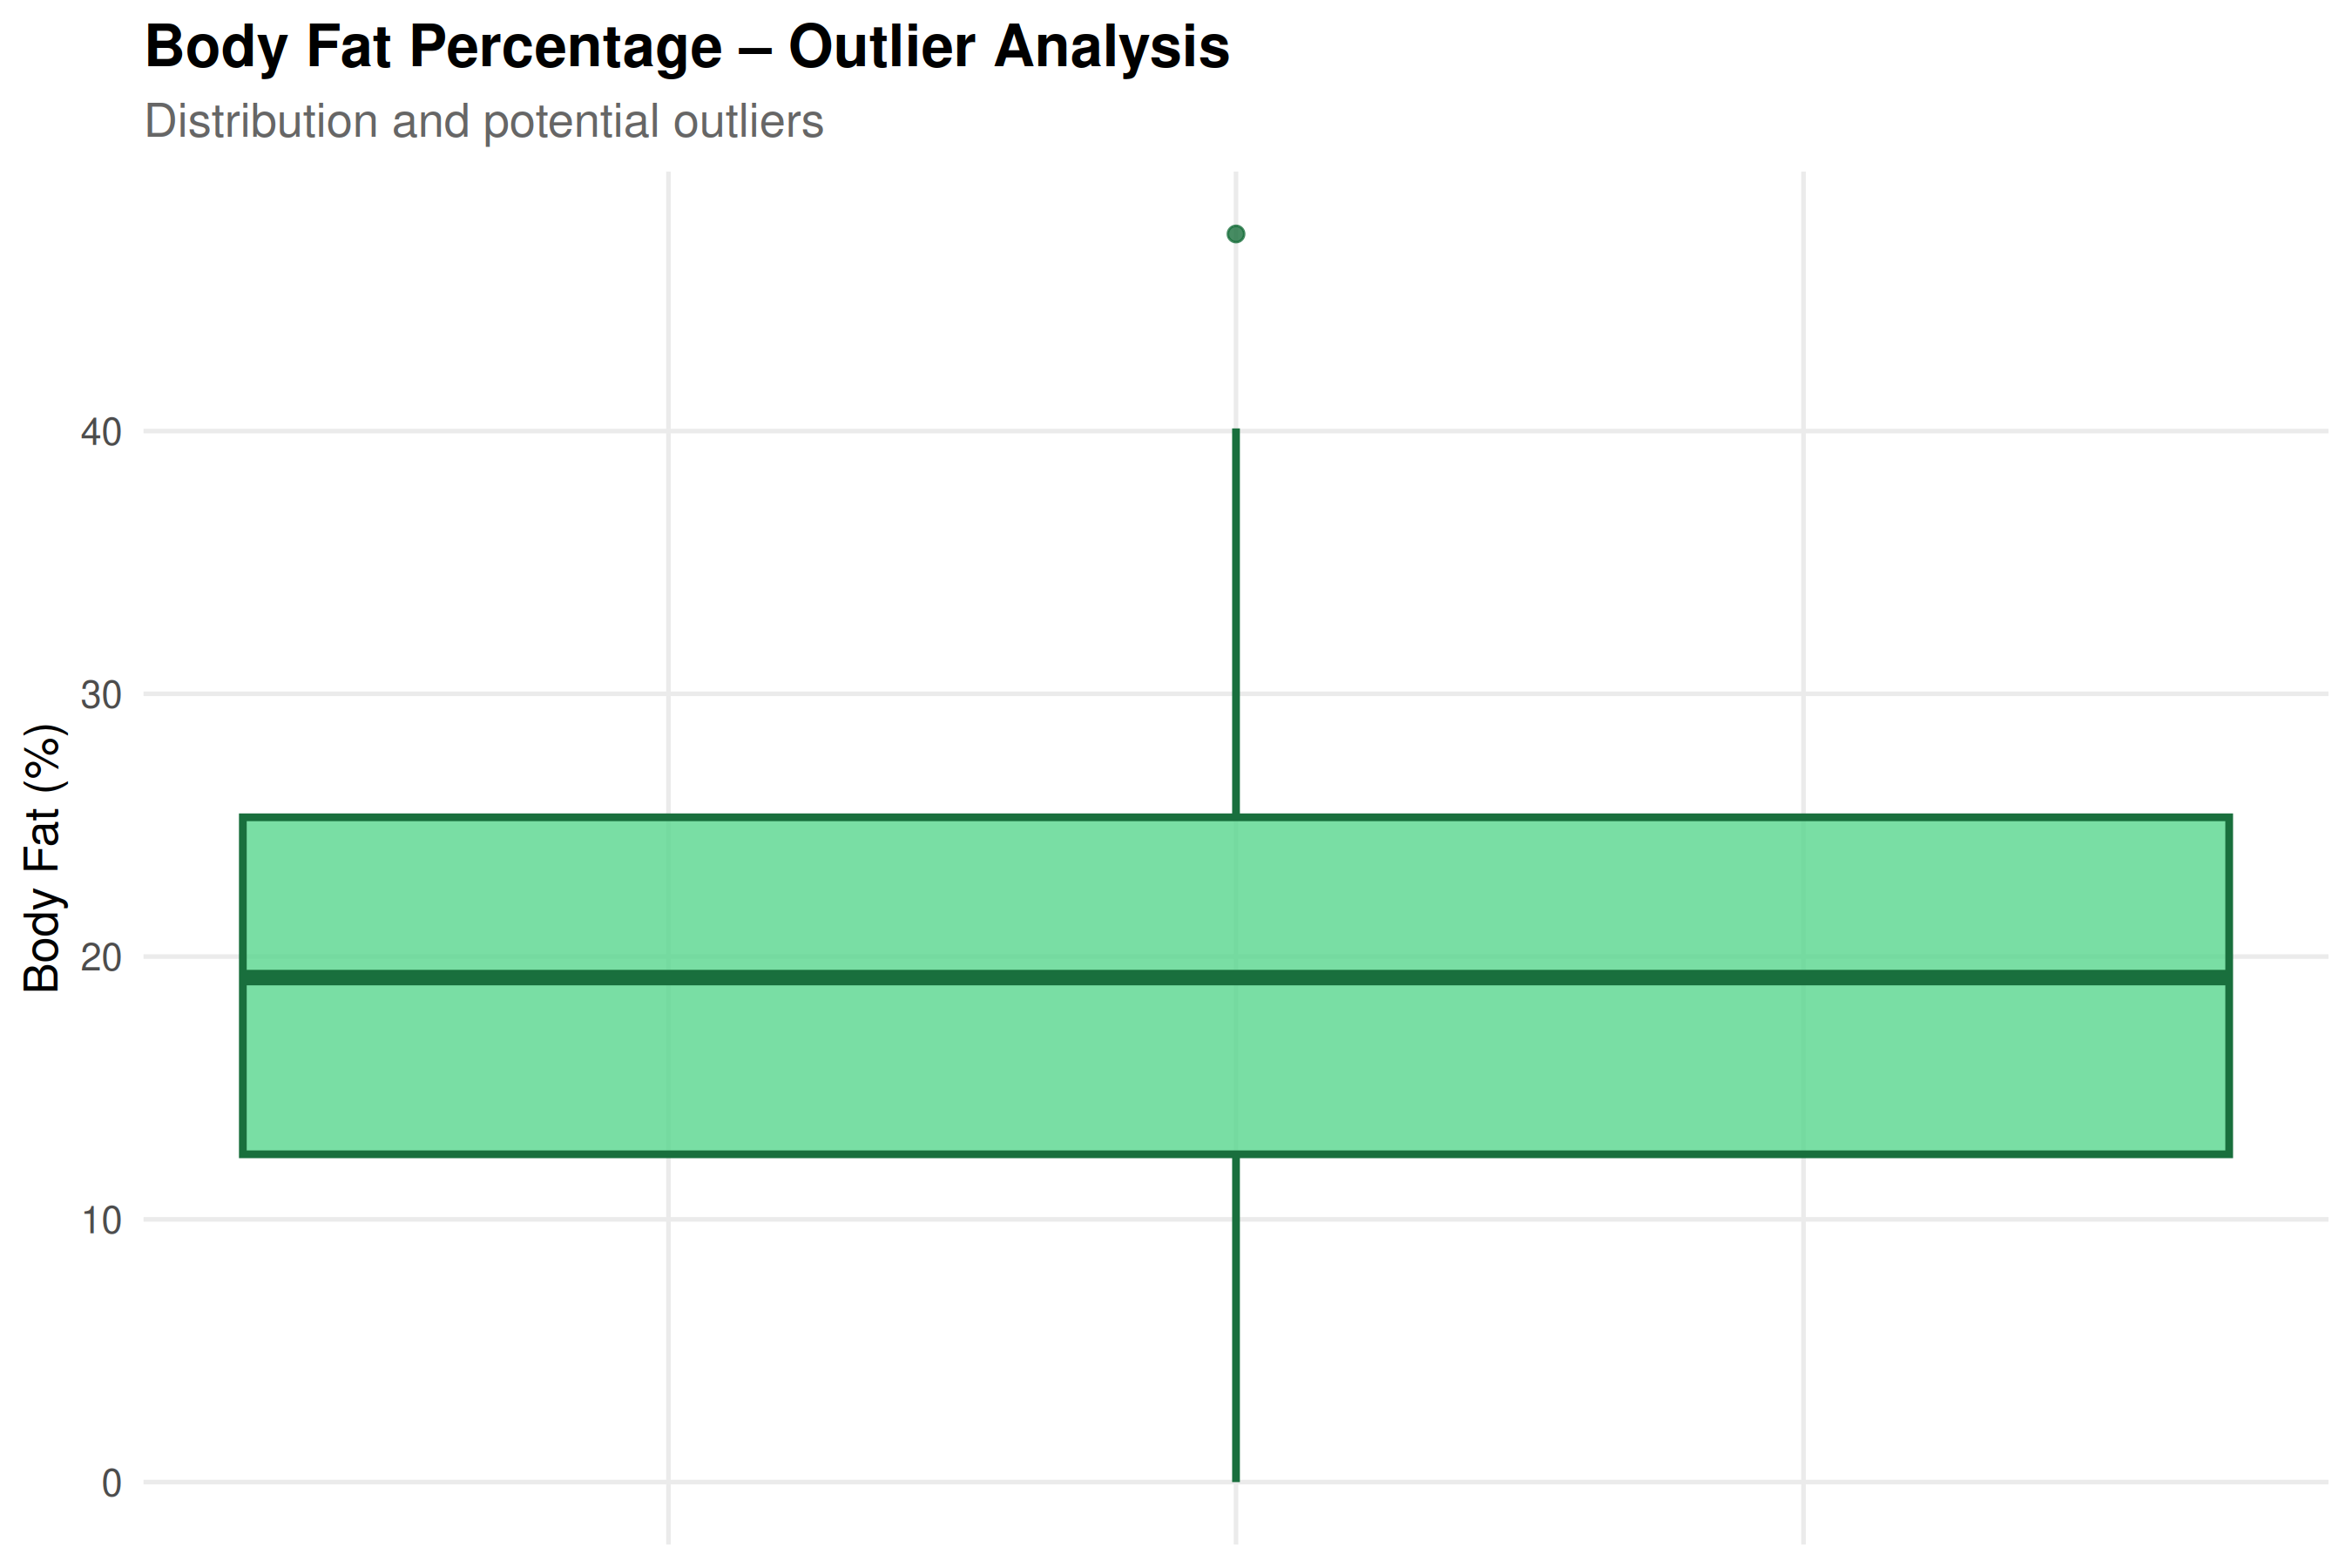 Body Fat Percentage – Outlier Analysis
Distribution and potential outliers
Body Fat (%)
40
30
20
10
0